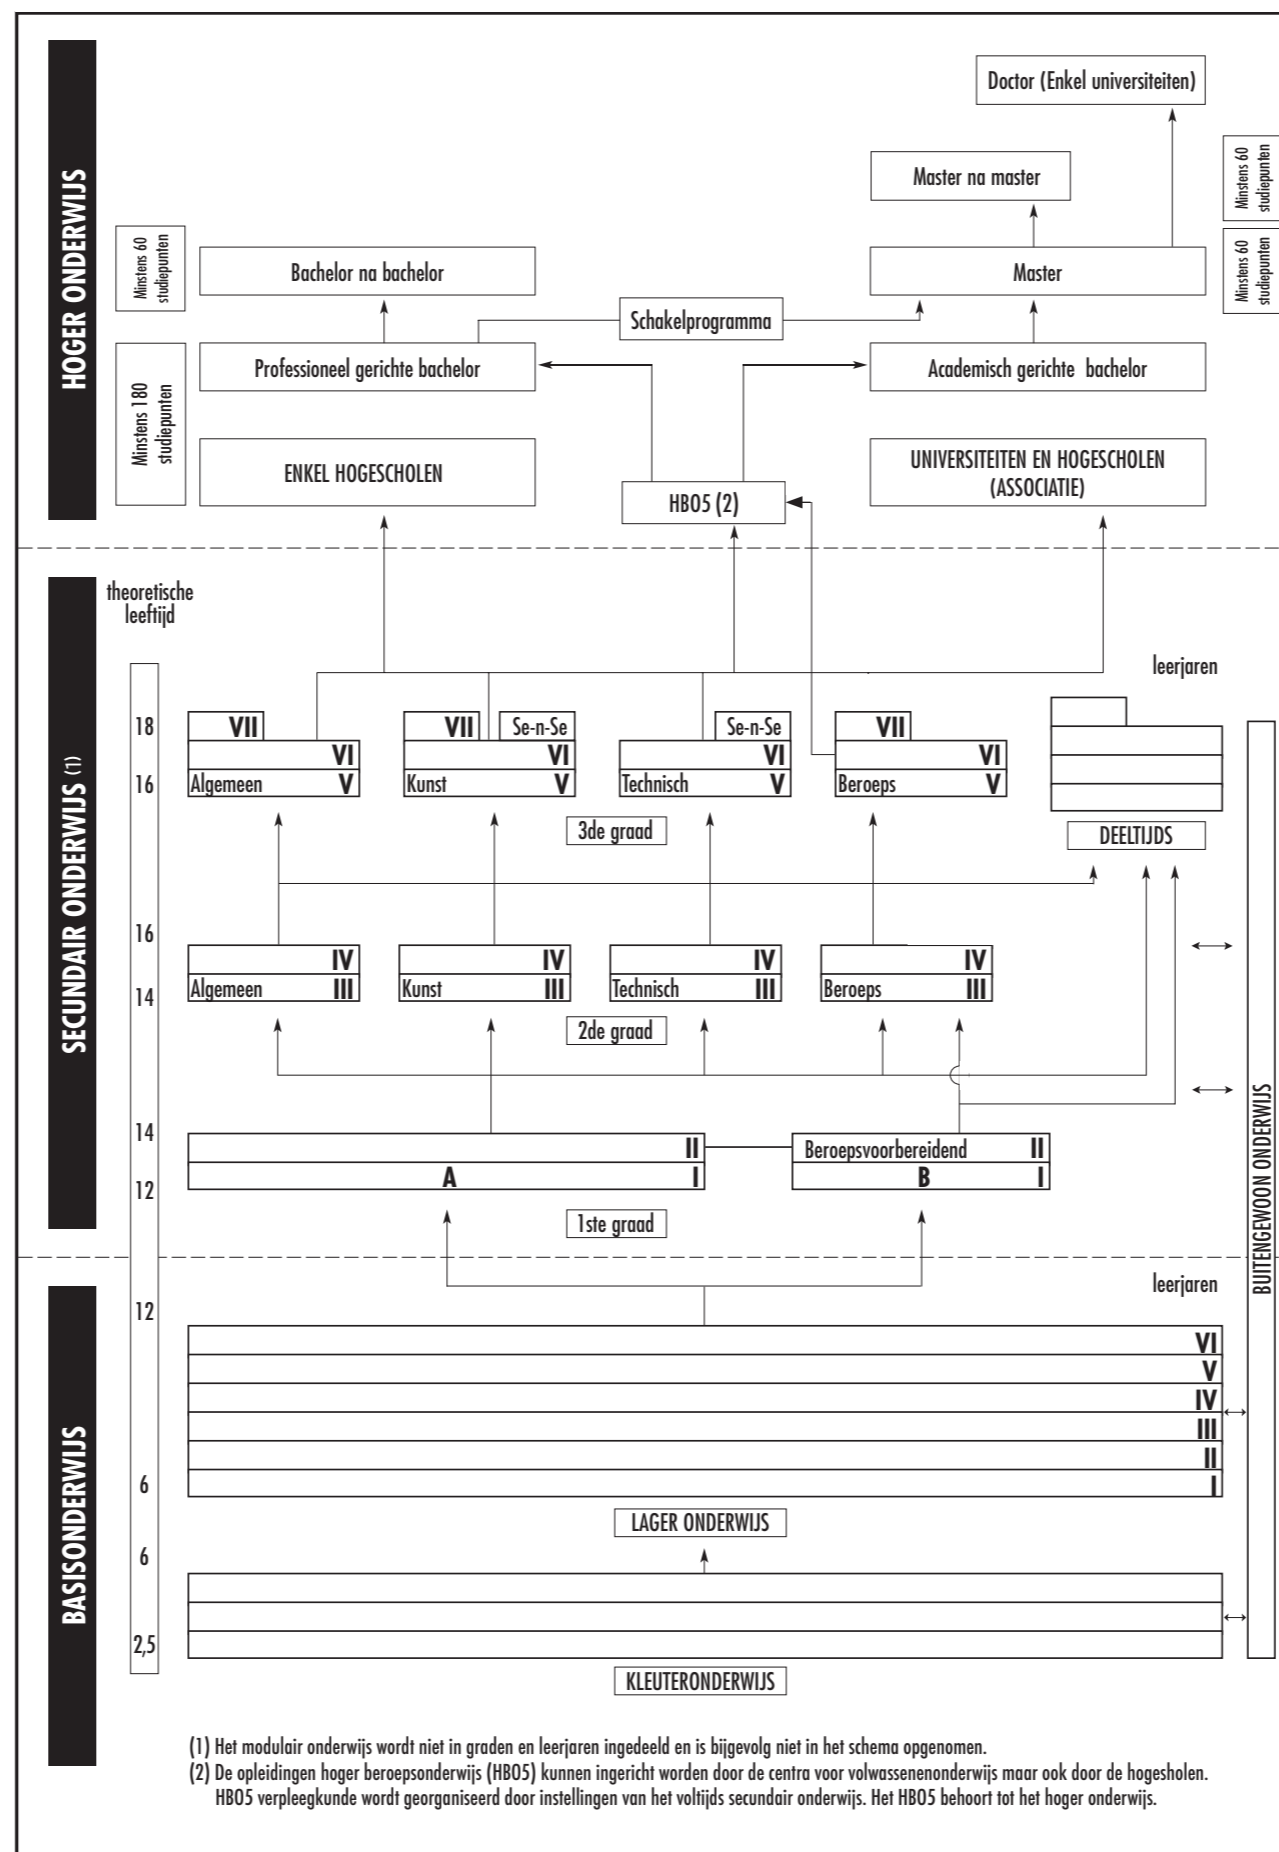 HOGER ONDERWIJS
Doctor (Enkel universiteiten)
Minstens 60
studiepunten
Master na master
Minstens 60
studiepunten
Bachelor na bachelor
Master
Minstens 60
studiepunten
Schakelprogramma
Minstens 180
studiepunten
Professioneel gerichte bachelor
Academisch gerichte bachelor
ENKEL HOGESCHOLEN
HBO5 (2)
UNIVERSITEITEN EN HOGESCHOLEN
(ASSOCIATIE)
SECUNDAIR ONDERWIJS (1)
theoretische
leeftijd
leerjaren
18
VII
VII
Se-n-Se
Se-n-Se
VII
VI
VI
VI
VI
16
Algemeen V
Kunst V
Technisch V
Beroeps V
3de graad
DEELTIJDS
16
IV
IV
IV
IV
14
Algemeen III
Kunst III
Technisch III
Beroeps III
2de graad
14
II
Beroepsvoorbereidend II
12
A I
B I
1ste graad
BUITENGEWOON ONDERWIJS
BASISONDERWIJS
leerjaren
12
VI
V
IV
III
II
6
I
LAGER ONDERWIJS
6
2,5
KLEUTERONDERWIJS
(1) Het modulair onderwijs wordt niet in graden en leerjaren ingedeeld en is bijgevolg niet in het schema opgenomen.
(2) De opleidingen hoger beroepsonderwijs (HBO5) kunnen ingericht worden door de centra voor volwassenenonderwijs maar ook door de hogesholen.
HBO5 verpleegkunde wordt georganiseerd door instellingen van het voltijds secundair onderwijs. Het HBO5 behoort tot het hoger onderwijs.